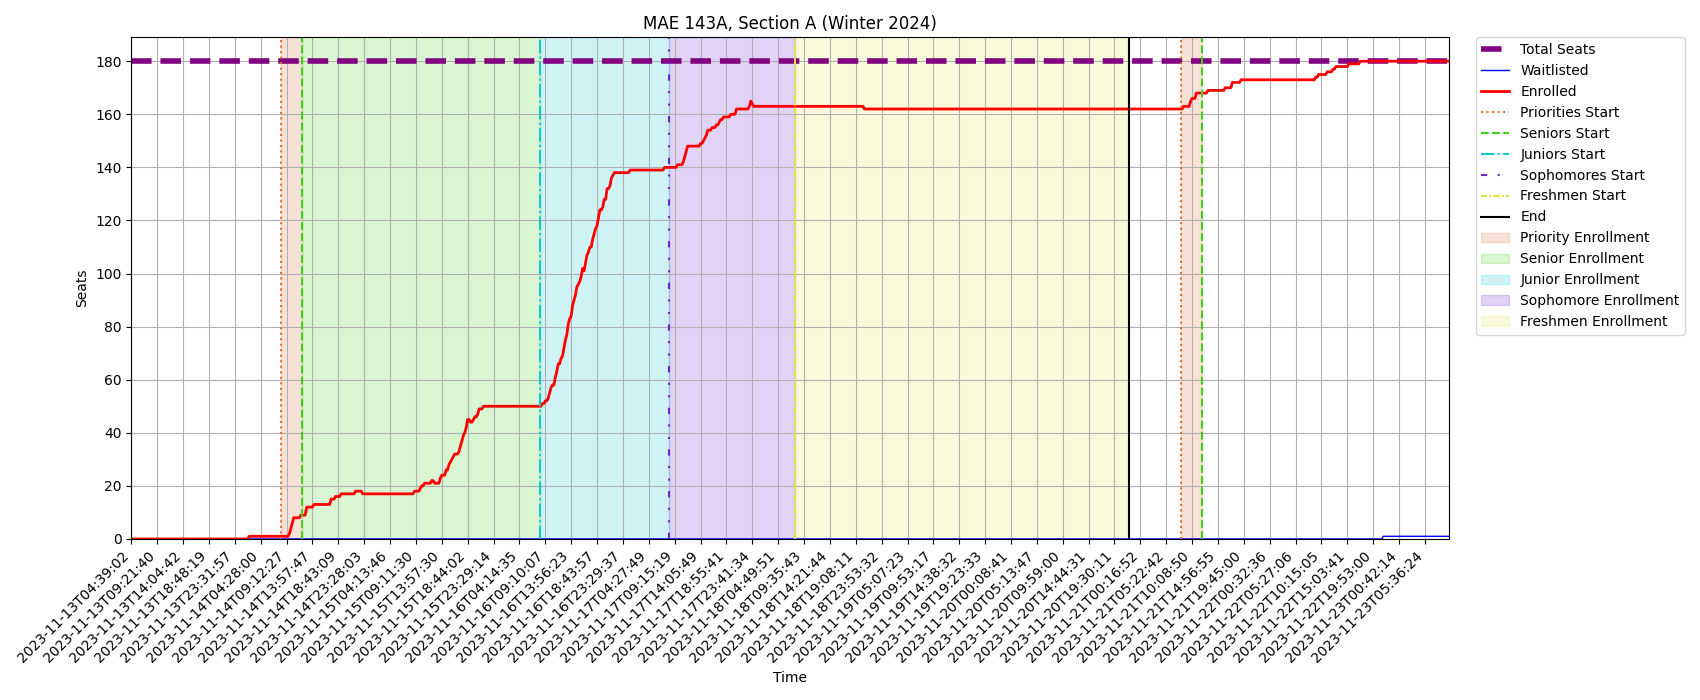 MAE 143A, Section A (Winter 2024)
Seats
180
160
140
120
100
80
60
40
20
0
2023-11-13T04:39:02
2023-11-13T09:21:40
2023-11-13T14:04:42
2023-11-13T18:48:19
2023-11-13T23:31:57
2023-11-14T04:28:00
2023-11-14T09:12:27
2023-11-14T13:57:47
2023-11-14T18:43:09
2023-11-14T23:28:03
2023-11-15T04:13:46
2023-11-15T09:11:30
2023-11-15T13:57:30
2023-11-15T18:44:02
2023-11-15T23:29:14
2023-11-16T04:14:35
2023-11-16T09:10:07
2023-11-16T13:56:23
2023-11-16T18:43:57
2023-11-16T23:29:37
2023-11-17T04:27:49
2023-11-17T09:15:19
2023-11-17T14:05:49
2023-11-17T18:55:41
2023-11-17T23:41:34
2023-11-18T04:49:51
2023-11-18T09:35:43
2023-11-18T14:21:44
2023-11-18T19:08:11
2023-11-18T23:53:32
2023-11-19T05:07:23
2023-11-19T09:53:17
2023-11-19T14:38:32
2023-11-19T19:23:33
2023-11-20T00:08:41
2023-11-20T05:13:47
2023-11-20T09:59:00
2023-11-20T14:44:31
2023-11-20T19:30:11
2023-11-21T00:16:52
2023-11-21T05:22:42
2023-11-21T10:08:50
2023-11-21T14:56:55
2023-11-21T19:45:00
2023-11-22T00:32:36
2023-11-22T05:27:06
2023-11-22T10:15:05
2023-11-22T15:03:41
2023-11-22T19:53:00
2023-11-23T00:42:14
2023-11-23T05:36:24
Time
Total Seats
Waitlisted
Enrolled
Priorities Start
Seniors Start
Juniors Start
Sophomores Start
Freshmen Start
End
Priority Enrollment
Senior Enrollment
Junior Enrollment
Sophomore Enrollment
Freshmen Enrollment